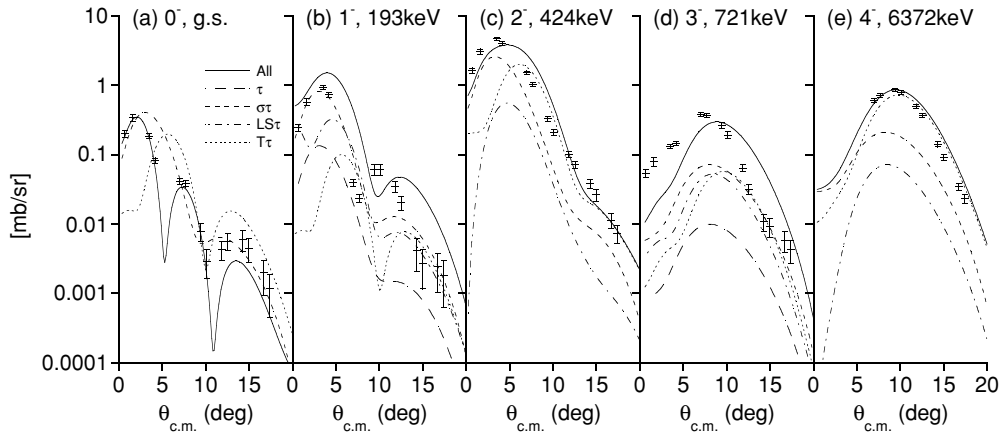 (a) 0⁻, g.s.
(b) 1⁻, 193keV
(c) 2⁻, 424keV
(d) 3⁻, 721keV
(e) 4⁻, 6372keV
All
τ
στ
LSτ
Tτ
[mb/sr]
10
1
0.1
0.01
0.001
0.0001
0 5 10 15 0 5 10 15 0 5 10 15 0 5 10 15 0 5 10 15 20
θc.m. (deg) θc.m. (deg) θc.m. (deg) θc.m. (deg) θc.m. (deg)